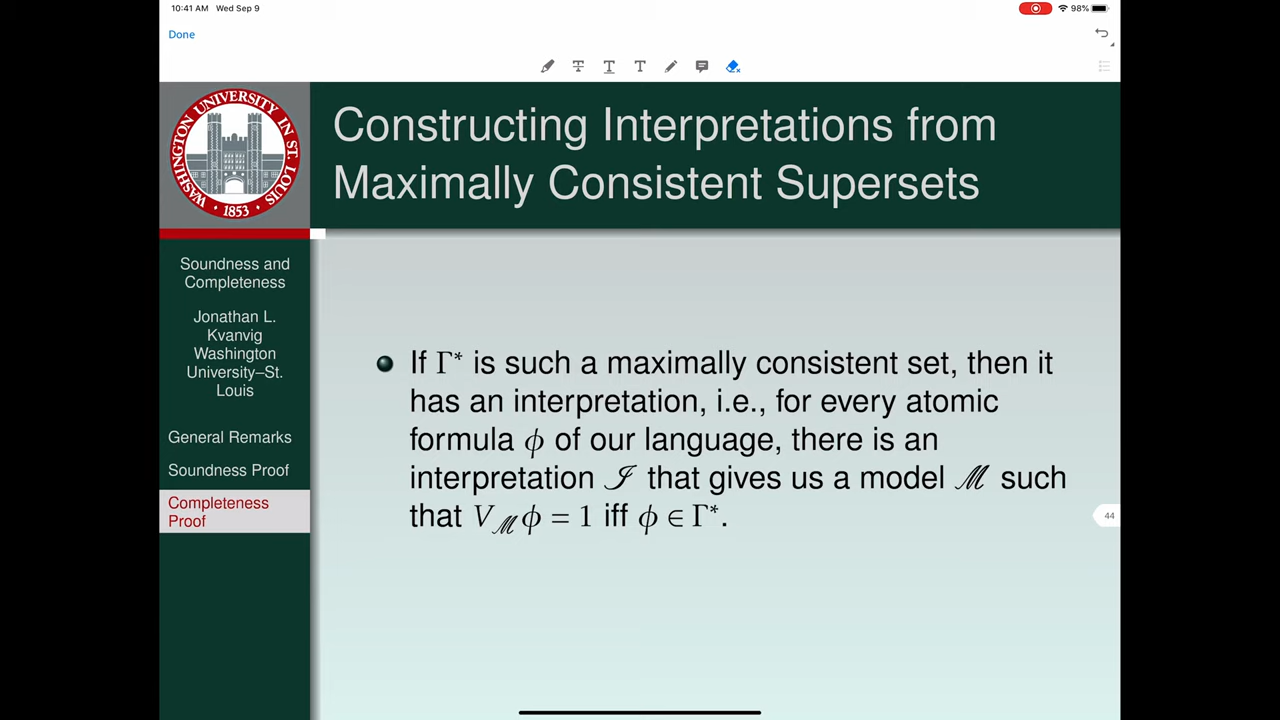 10:41 AM Wed Sep 9
98%
Done
Constructing Interpretations from
Maximally Consistent Supersets
WASHINGTON UNIVERSITY IN ST. LOUIS
1853
Soundness and
Completeness
Jonathan L.
Kvanvig
Washington
University–St.
Louis
General Remarks
Soundness Proof
Completeness
Proof
If Γ* is such a maximally consistent set, then it
has an interpretation, i.e., for every atomic
formula ϕ of our language, there is an
interpretation ℐ that gives us a model ℳ such
that V_ℳϕ = 1 iff ϕ ∈ Γ*.
44